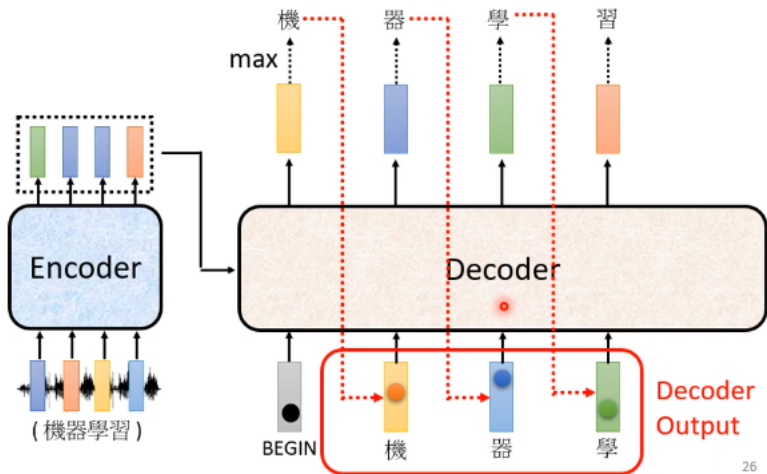 機 器 學 習
max
Encoder
Decoder
( 機器學習 )
BEGIN 機 器 學
Decoder
Output
26